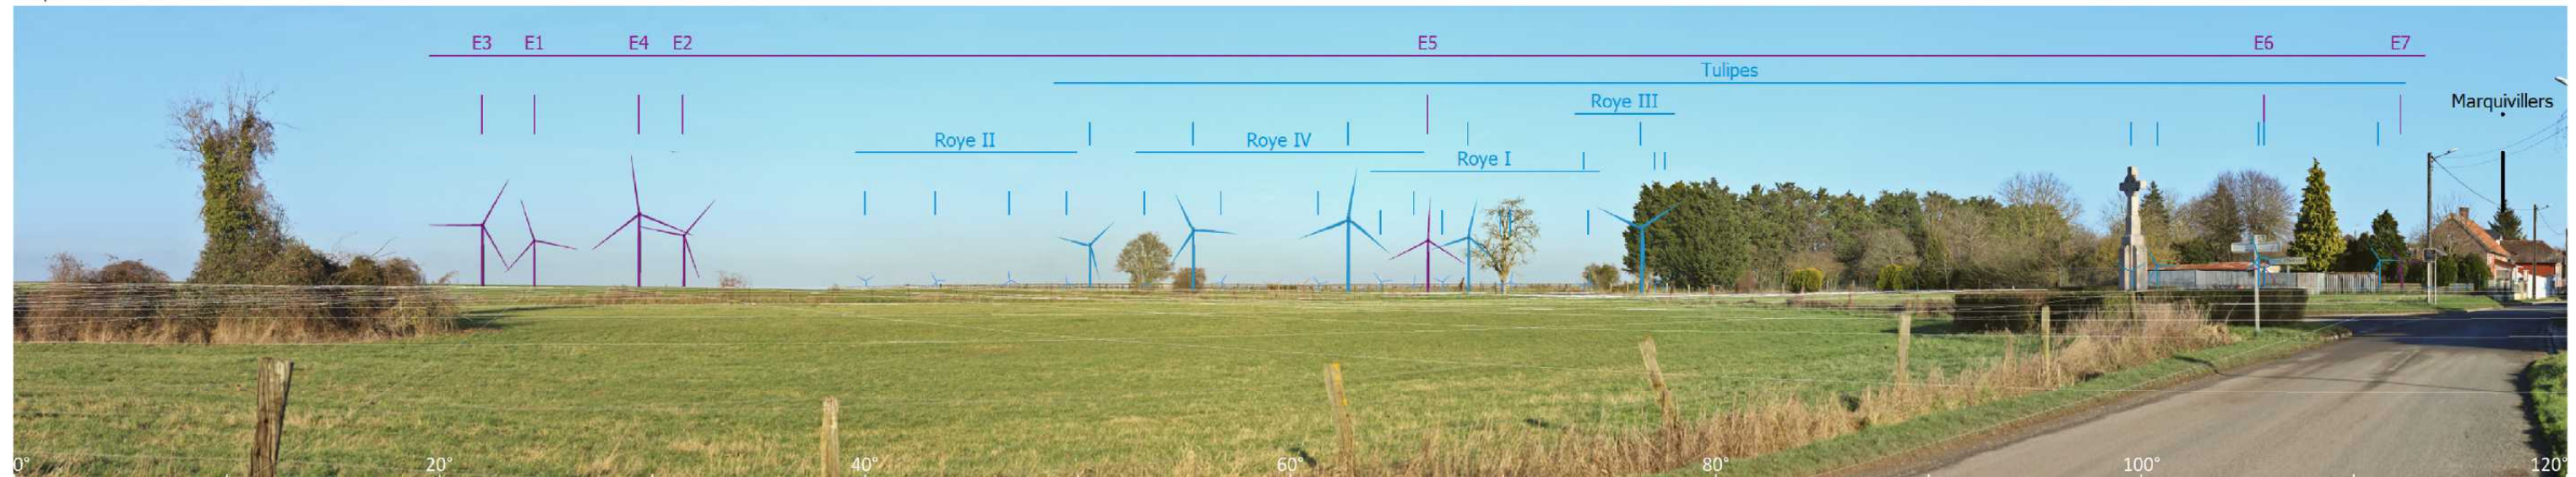 E3 E1 E4 E2 E5 E6 E7
Tulipes
Roye III
Marquivillers
Roye II
Roye IV
Roye I
0° 20° 40° 60° 80° 100° 120°